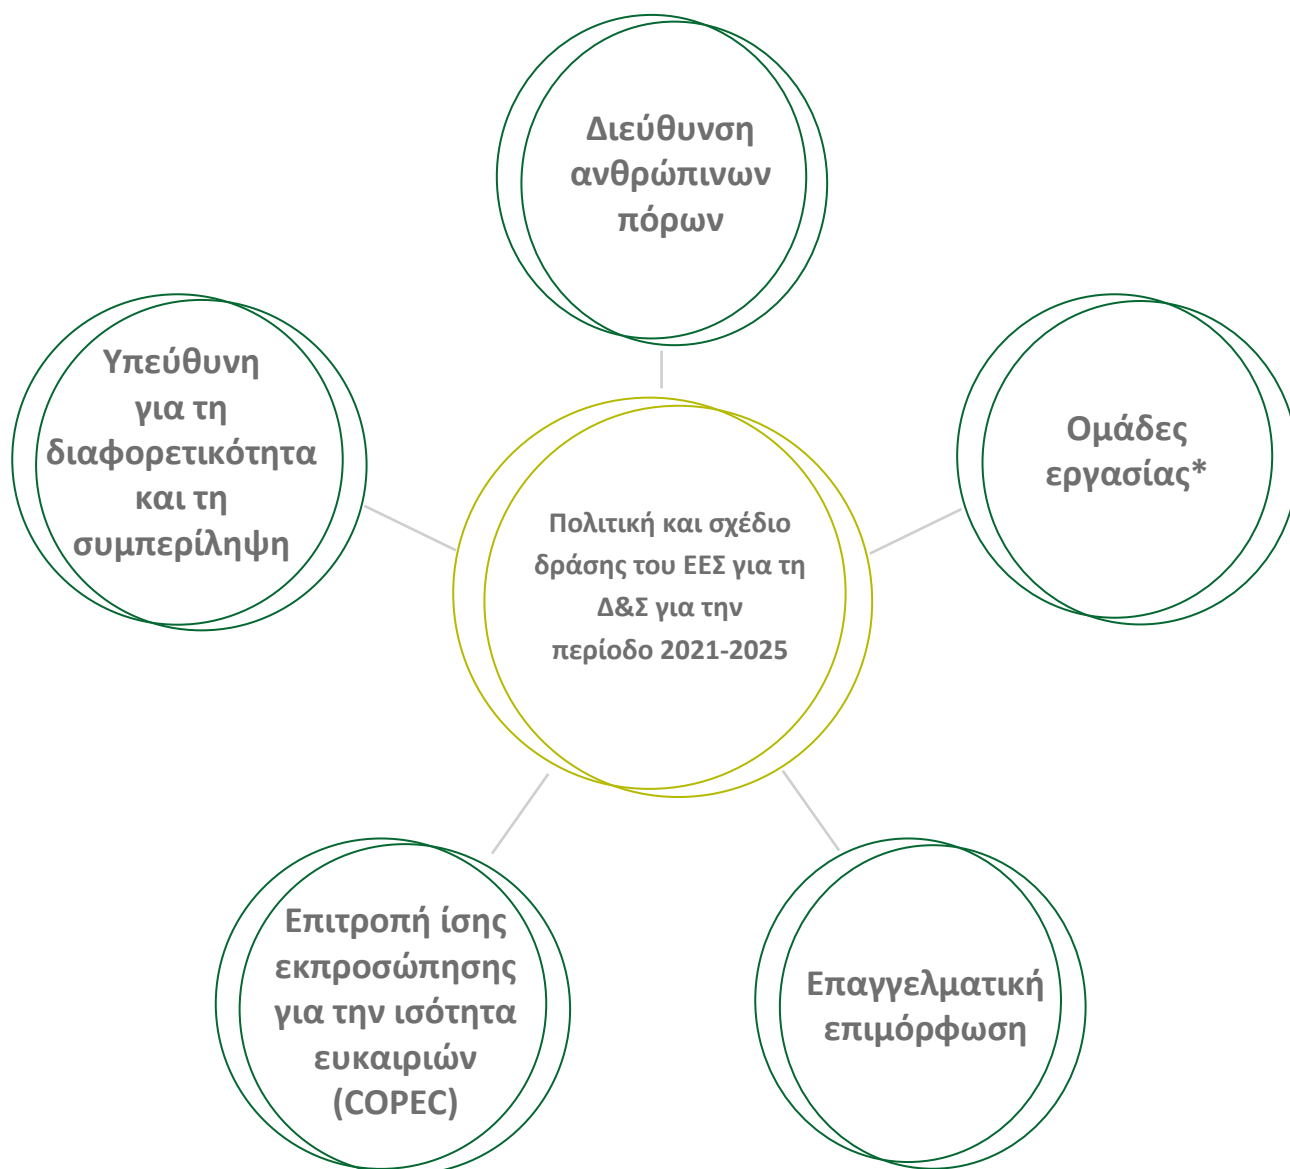 Διεύθυνση
ανθρώπινων
πόρων
Υπεύθυνη
για τη
διαφορετικότητα
και τη
συμπερίληψη
Ομάδες
εργασίας*
Πολιτική και σχέδιο
δράσης του ΕΕΣ για τη
Δ&Σ για την
περίοδο 2021-2025
Επιτροπή ίσης
εκπροσώπησης
για την ισότητα
ευκαιριών
(COPEC)
Επαγγελματική
επιμόρφωση